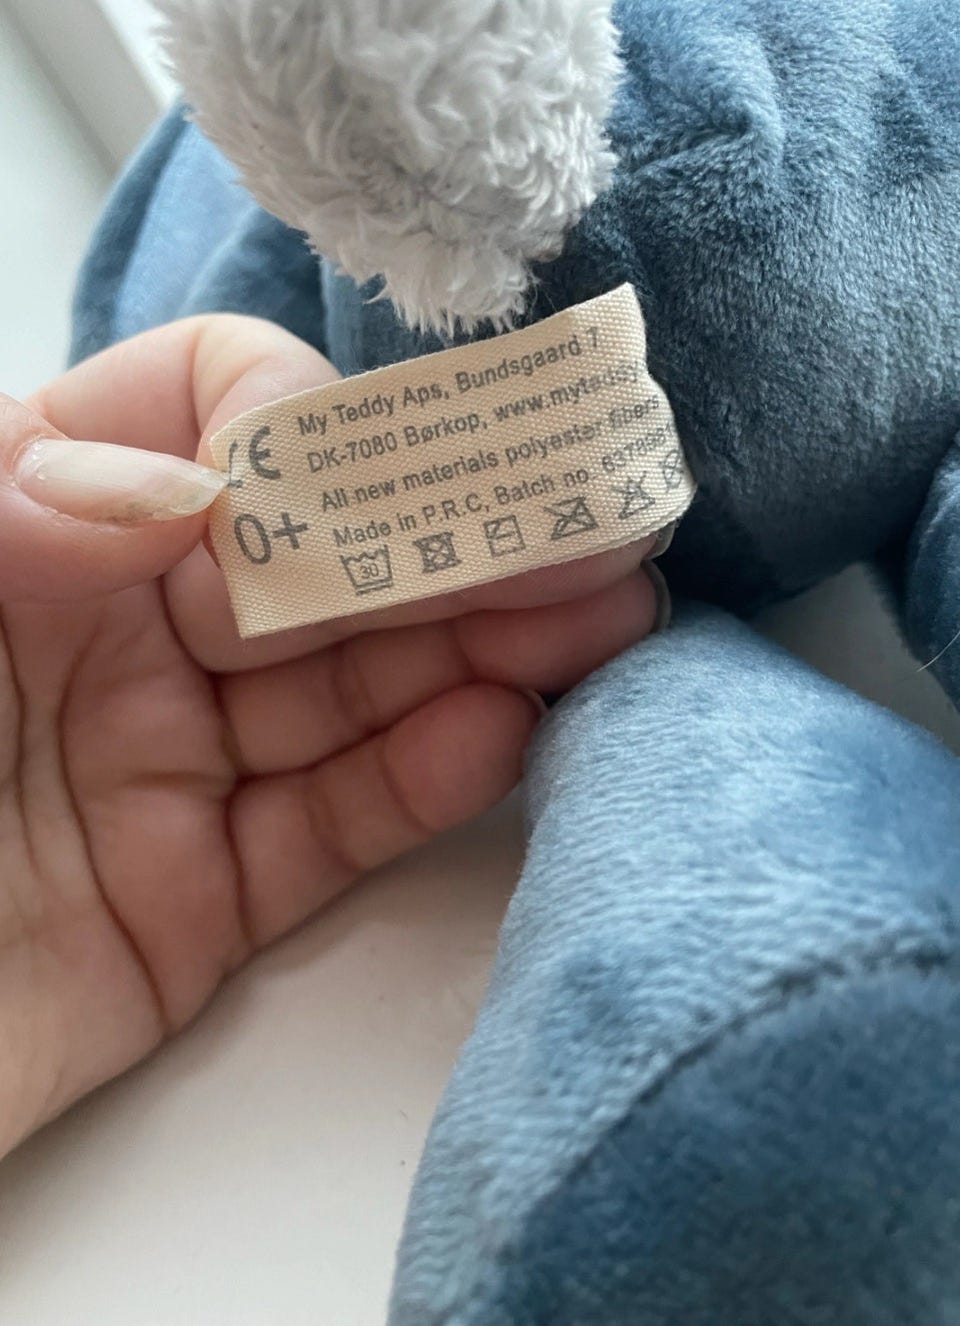 CE
0+
My Teddy Aps, Bundsgaard 7
DK-7080 Børkop, www.myteddy
All new materials polyester fibers
Made in P.R.C, Batch no.
30